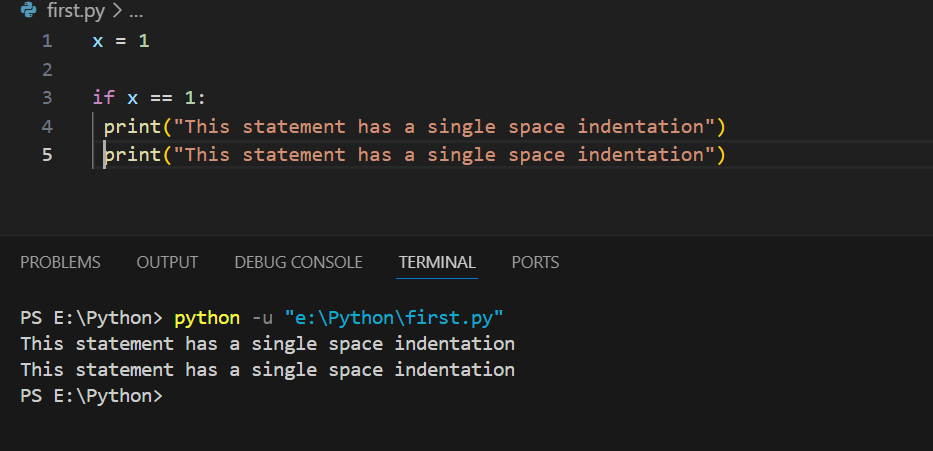 first.py > ...
1 x = 1
2
3 if x == 1:
4  print("This statement has a single space indentation")
5  print("This statement has a single space indentation")
PROBLEMS OUTPUT DEBUG CONSOLE TERMINAL PORTS
PS E:\Python> python -u "e:\Python\first.py"
This statement has a single space indentation
This statement has a single space indentation
PS E:\Python>